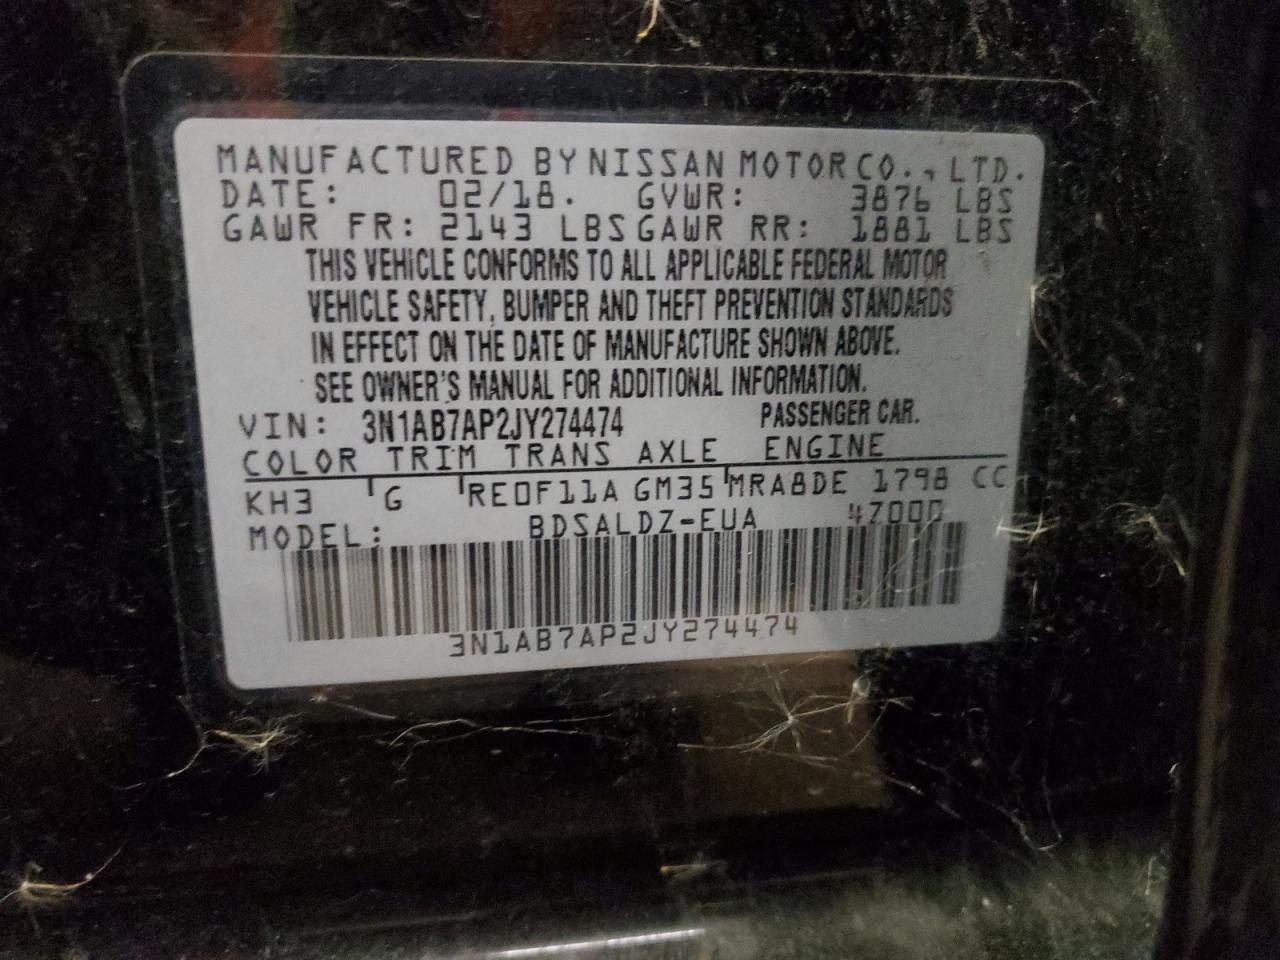 MANUFACTURED BY NISSAN MOTOR CO., LTD.
DATE: 02/18. GVWR: 3876 LBS
GAWR FR: 2143 LBS GAWR RR: 1881 LBS
THIS VEHICLE CONFORMS TO ALL APPLICABLE FEDERAL MOTOR
VEHICLE SAFETY, BUMPER AND THEFT PREVENTION STANDARDS
IN EFFECT ON THE DATE OF MANUFACTURE SHOWN ABOVE.
SEE OWNER'S MANUAL FOR ADDITIONAL INFORMATION.
VIN: 3N1AB7AP2JY274474 PASSENGER CAR.
COLOR TRIM TRANS AXLE ENGINE
KH3 G RE0F11A GM35 MRA8DE 1798 CC
MODEL: BDSALDZ-EUA 4Z000
3N1AB7AP2JY274474